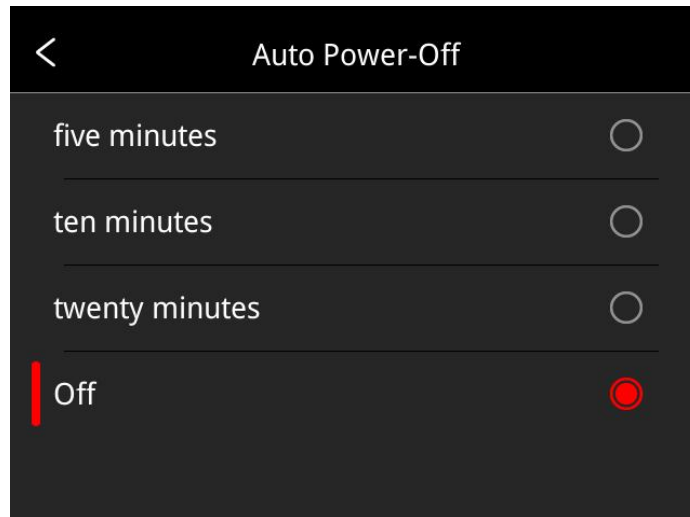 Auto Power-Off
five minutes
ten minutes
twenty minutes
Off